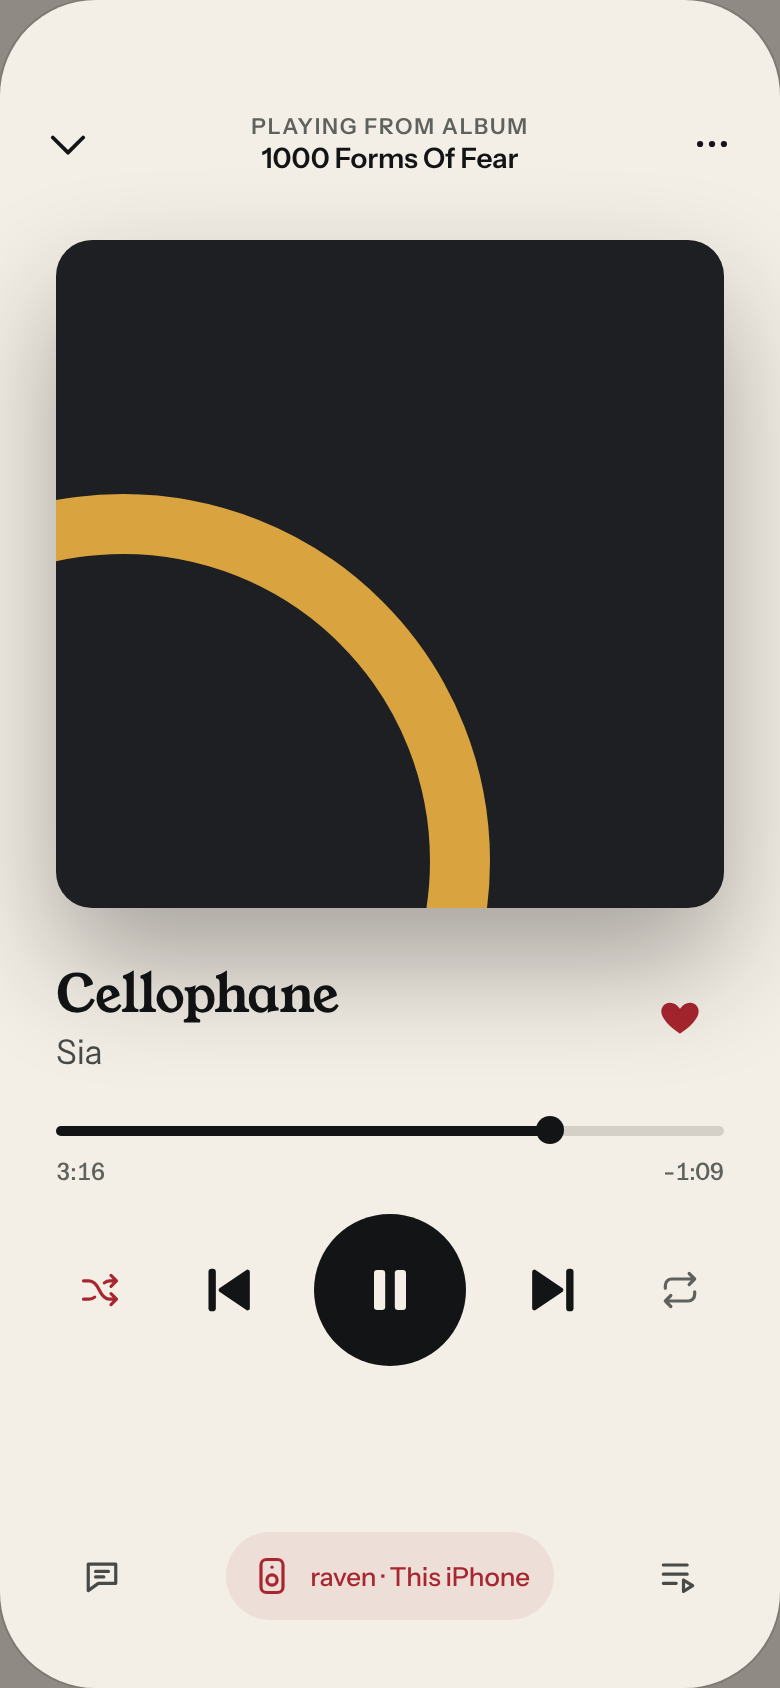 PLAYING FROM ALBUM
1000 Forms Of Fear
Cellophane
Sia
3:16
-1:09
raven · This iPhone